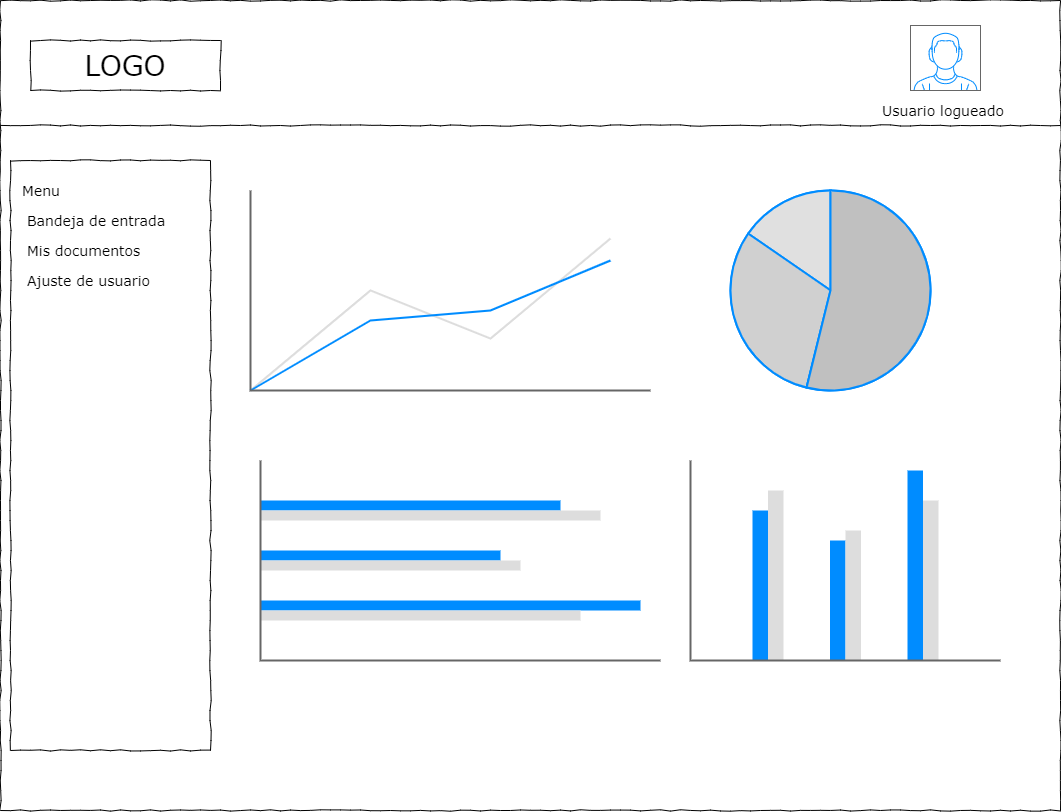 LOGO
Usuario logueado
Menu
Bandeja de entrada
Mis documentos
Ajuste de usuario